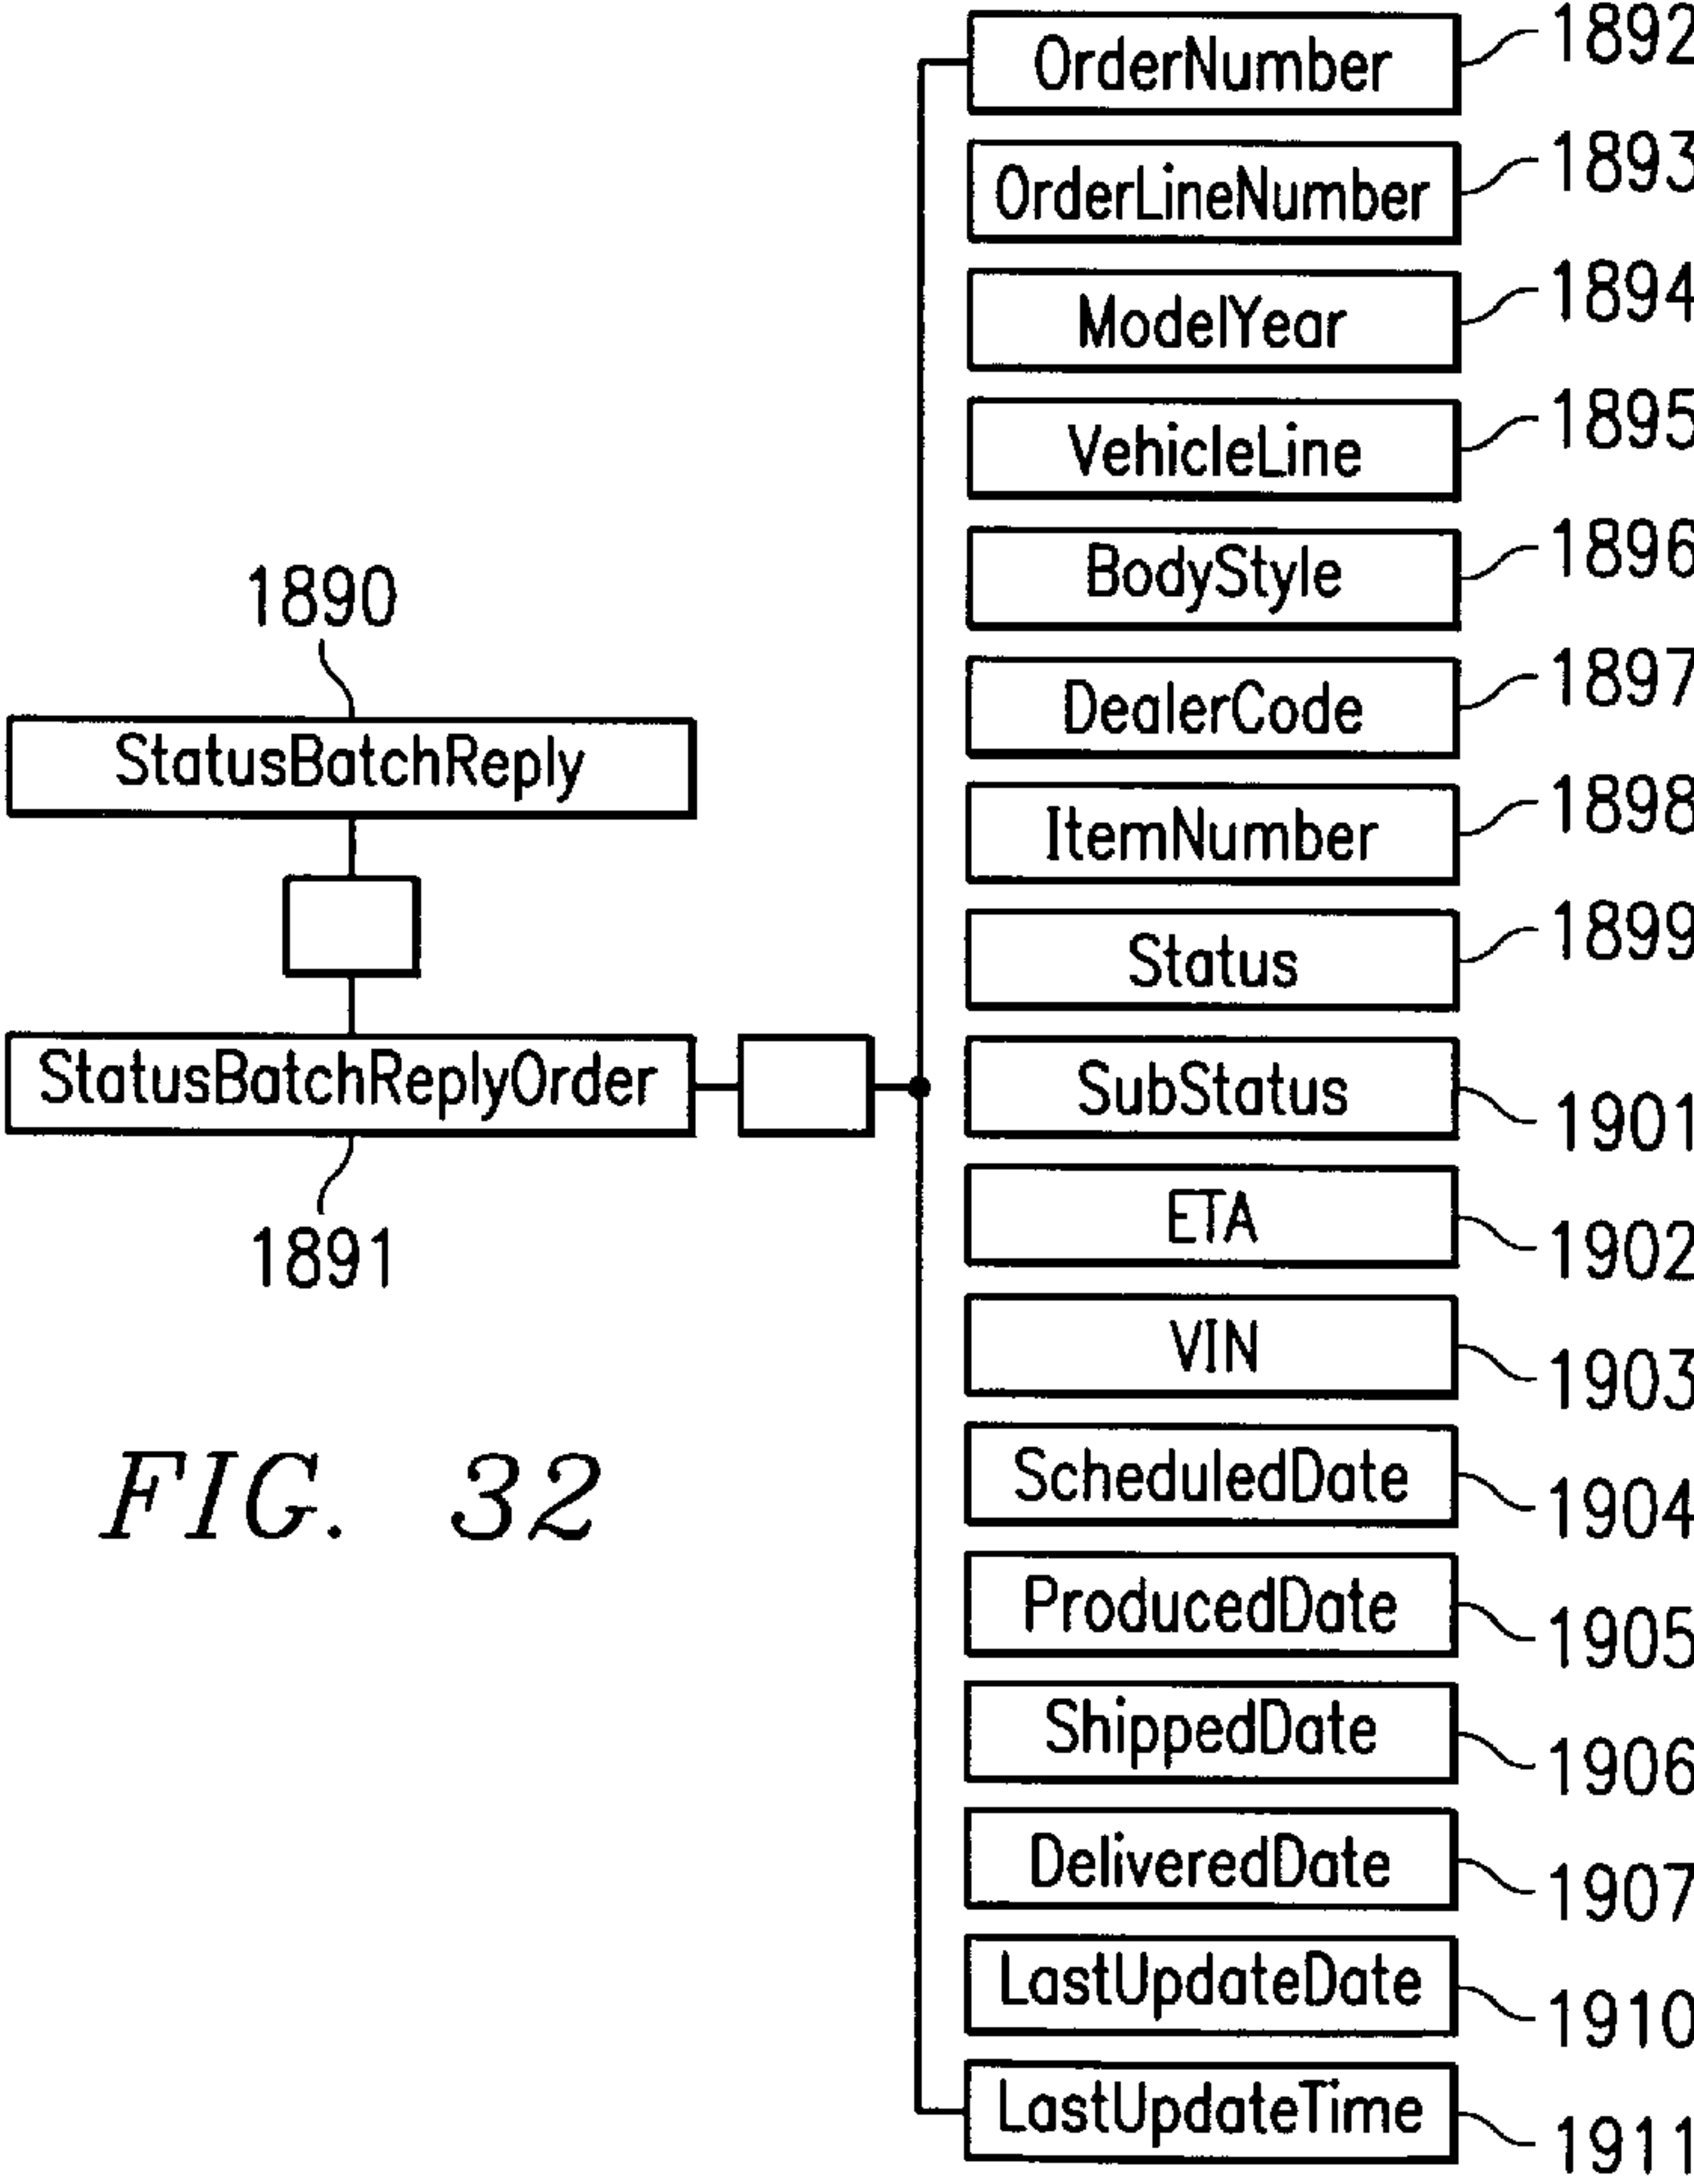 OrderNumber 1892
OrderLineNumber 1893
ModelYear 1894
VehicleLine 1895
BodyStyle 1896
1890
DealerCode 1897
StatusBatchReply
ItemNumber 1898
Status 1899
StatusBatchReplyOrder
SubStatus 1901
1891
ETA 1902
VIN 1903
FIG. 32
ScheduledDate 1904
ProducedDate 1905
ShippedDate 1906
DeliveredDate 1907
LastUpdateDate 1910
LastUpdateTime 1911